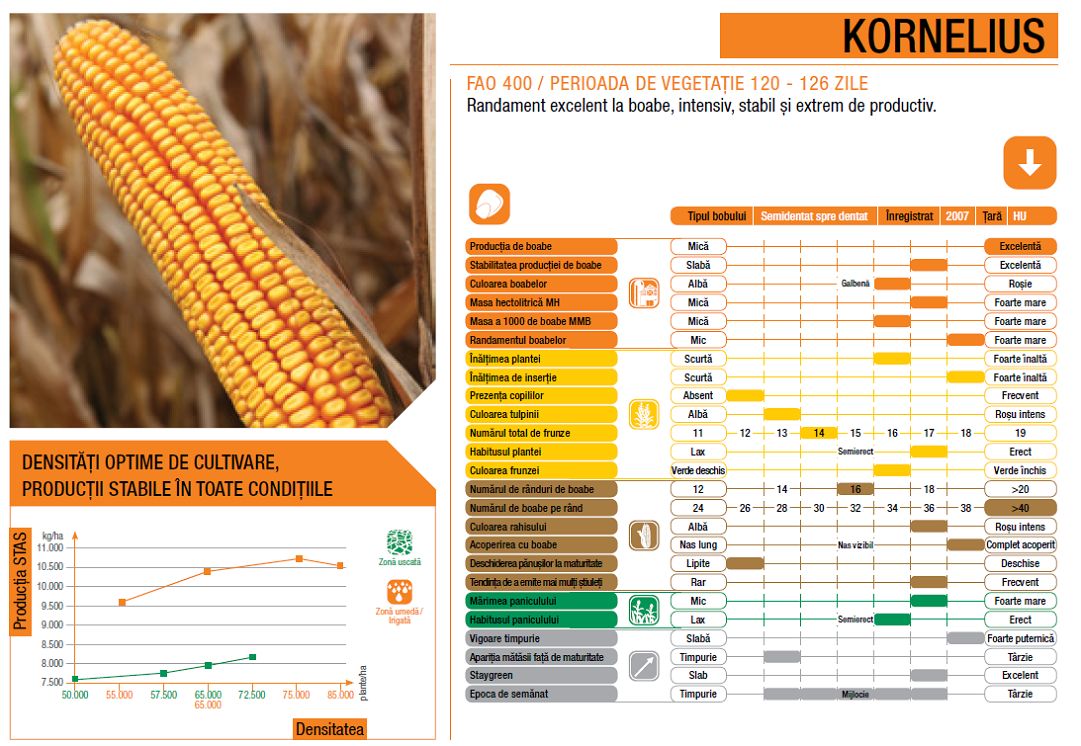 KORNELIUS
FAO 400 / PERIOADA DE VEGETAȚIE 120 - 126 ZILE
Randament excelent la boabe, intensiv, stabil și extrem de productiv.
Tipul bobului Semidentat spre dentat Înregistrat 2007 Țară HU
Producția de boabe Mică Excelentă
Stabilitatea producției de boabe Slabă Excelentă
Culoarea boabelor Albă Galbenă Roșie
Masa hectolitrică MH Mică Foarte mare
Masa a 1000 de boabe MMB Mică Foarte mare
Randamentul boabelor Mic Foarte mare
Înălțimea plantei Scurtă Foarte înaltă
Înălțimea de inserție Scurtă Foarte înaltă
Prezența copililor Absent Frecvent
Culoarea tulpinii Albă Roșu intens
Numărul total de frunze 11 12 13 14 15 16 17 18 19
Habitusul plantei Lax Semierect Erect
Culoarea frunzei Verde deschis Verde închis
Numărul de rânduri de boabe 12 14 16 18 >20
Numărul de boabe pe rând 24 26 28 30 32 34 36 38 >40
Culoarea rahisului Albă Roșu intens
Acoperirea cu boabe Nas lung Nas vizibil Complet acoperit
Deschiderea pănușilor la maturitate Lipite Deschise
Tendința de a emite mai mulți știuleți Rar Frecvent
Mărimea paniculului Mic Foarte mare
Habitusul paniculului Lax Semierect Erect
Vigoare timpurie Slabă Foarte puternică
Apariția mătăsii față de maturitate Timpurie Târzie
Staygreen Slab Excelent
Epoca de semănat Timpurie Mijlocie Târzie
DENSITĂȚI OPTIME DE CULTIVARE,
PRODUCȚII STABILE ÎN TOATE CONDIȚIILE
Producția STAS
kg/ha
11.000
10.500
10.000
9.500
9.000
8.500
8.000
7.500
50.000 55.000 57.500 65.000 72.500 75.000 85.000
65.000
plante/ha
Densitatea
Zonă uscată
Zonă umedă/
Irigată